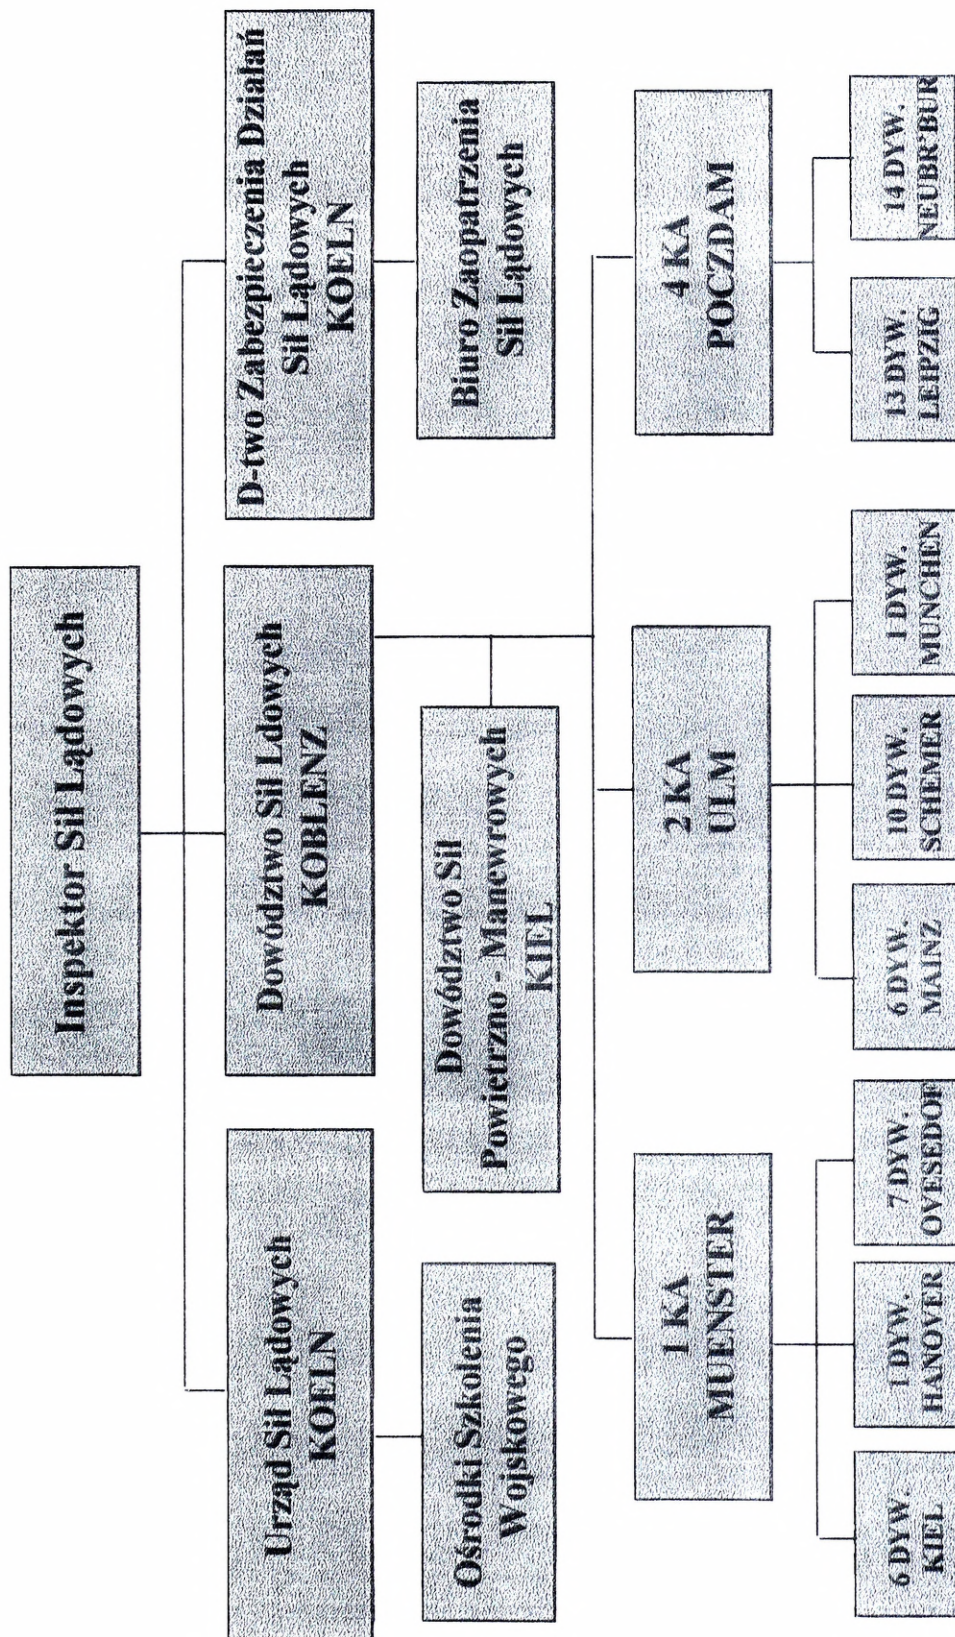 Inspektor Sił Lądowych
Urząd Sił Lądowych
KOELN
Dowództwo Sił Ldowych
KOBLENZ
D-two Zabezpieczenia Działań
Sił Lądowych
KOELN
Ośrodki Szkolenia
Wojskowego
Dowództwo Sił
Powietrzno - Manewrowych
KIEL
Biuro Zaopatrzenia
Sił Lądowych
1 KA
MUENSTER
2 KA
ULM
4 KA
POCZDAM
6 DYW.
KIEL
1 DYW.
HANOVER
7 DYW.
OVESEDOF
6 DYW.
MAINZ
10 DYW.
SCHEMER
1 DYW.
MUNCHEN
13 DYW.
LEIPZIG
14 DYW.
NEUBR'BUR